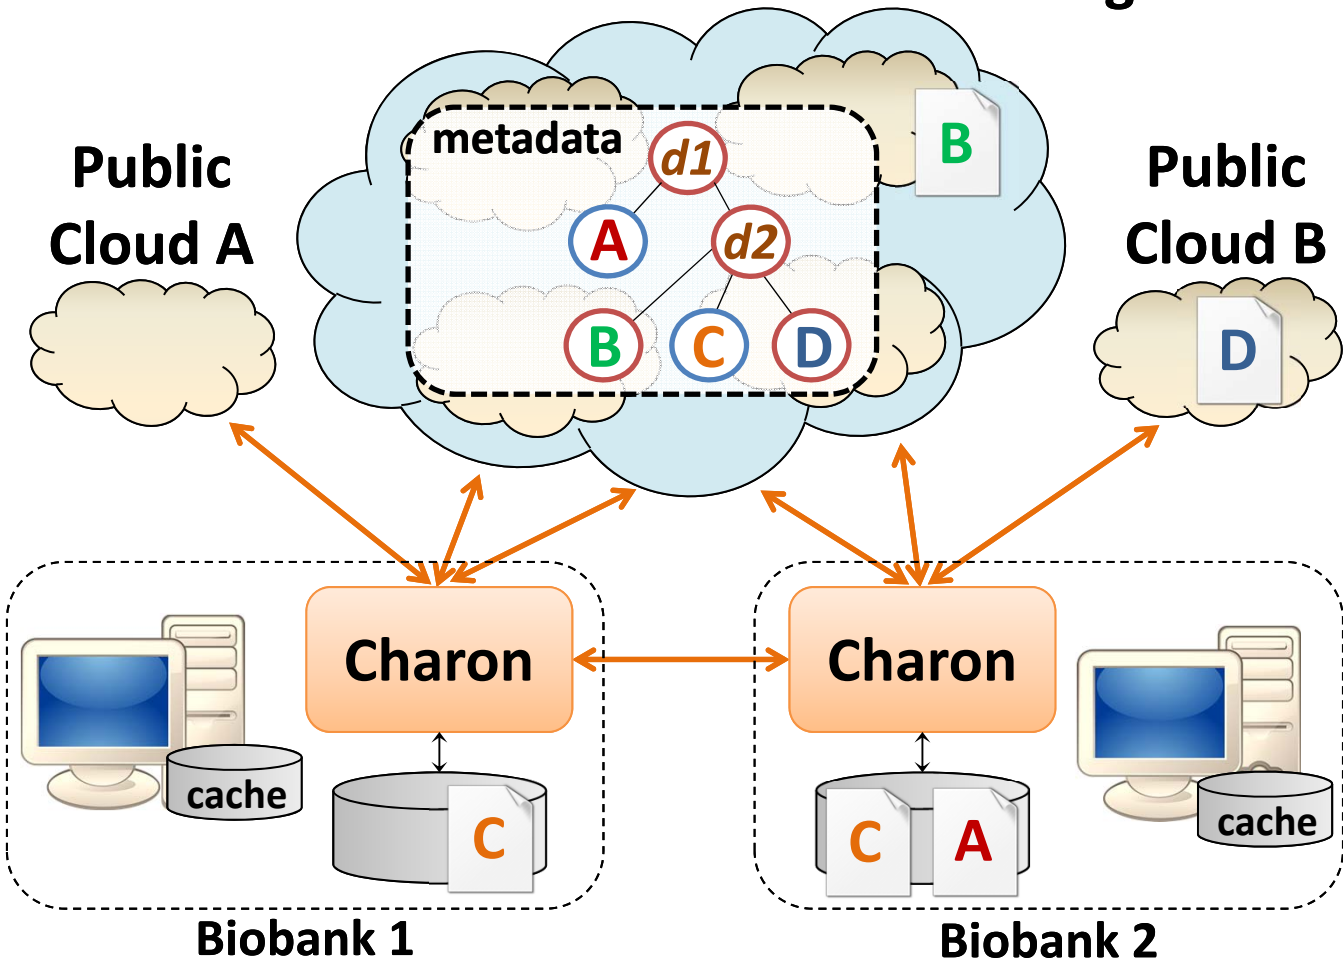 g
metadata
d1
B
Public
Cloud A
Public
Cloud B
A
d2
B
C
D
D
Charon
Charon
cache
C
C
A
cache
Biobank 1
Biobank 2